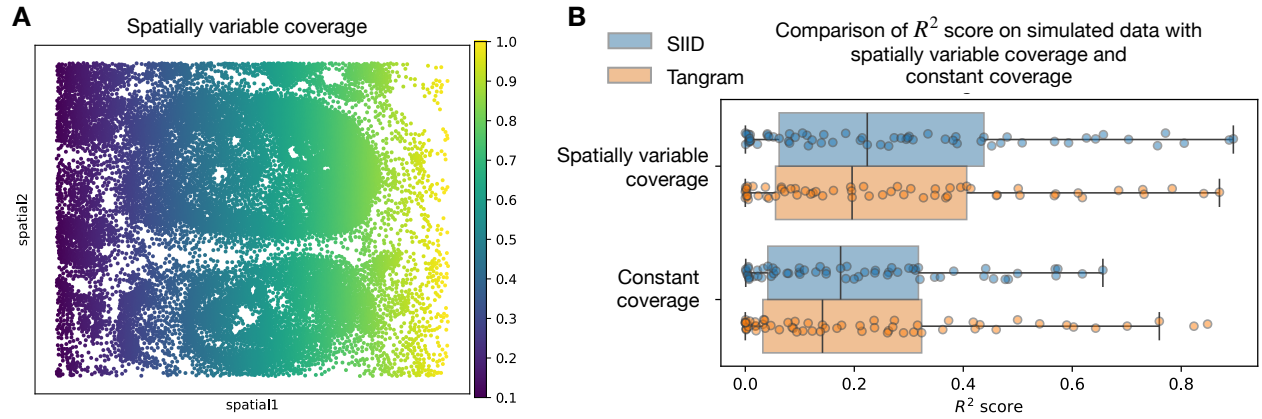 A
Spatially variable coverage
spatial2
spatial1
1.0
0.9
0.8
0.7
0.6
0.5
0.4
0.3
0.2
0.1
B
SIID
Tangram
Comparison of R² score on simulated data with
spatially variable coverage and
constant coverage
Spatially variable
coverage
Constant
coverage
0.0 0.2 0.4 0.6 0.8
R² score